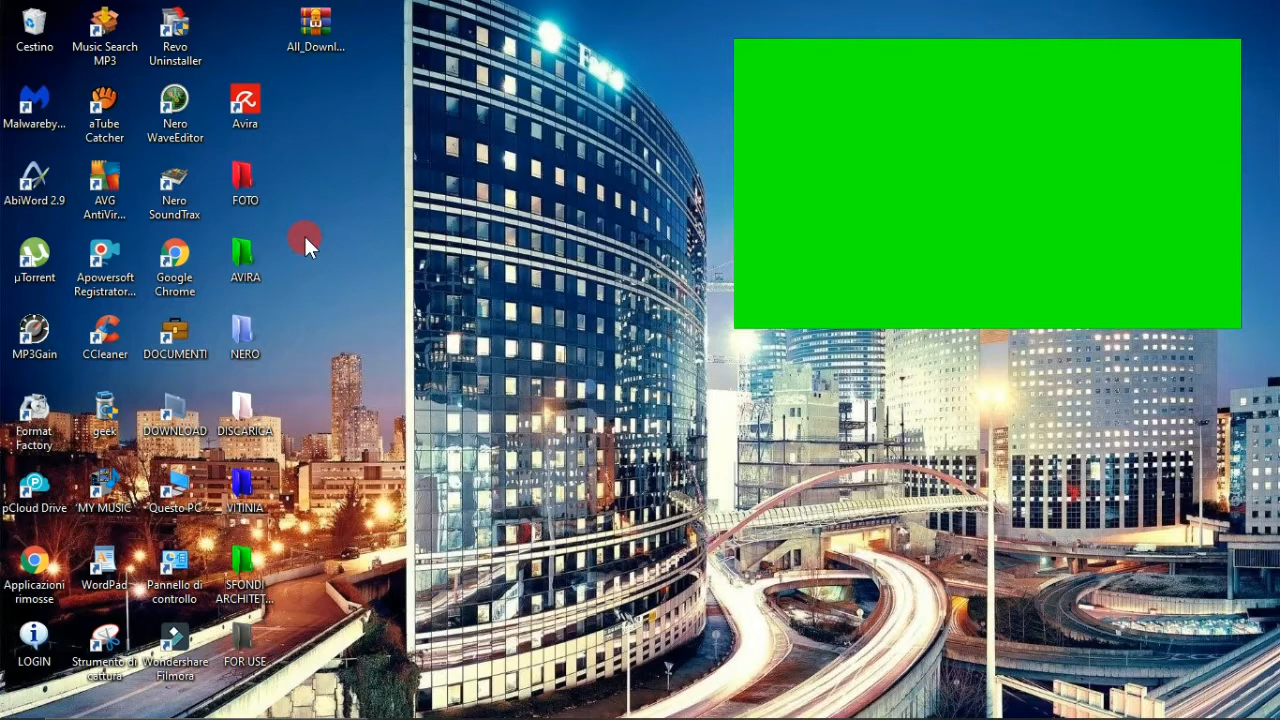 Cestino
Music Search
MP3
Revo
Uninstaller
All_Downl...
Malwareby...
aTube
Catcher
Nero
WaveEditor
Avira
AbiWord 2.9
AVG
AntiVir...
Nero
SoundTrax
FOTO
µTorrent
Apowersoft
Registrator...
Google
Chrome
AVIRA
MP3Gain
CCleaner
DOCUMENTI
NERO
Format
Factory
geek
DOWNLOAD
DISCARICA
pCloud Drive
'MY MUSIC'
Questo PC
VITINIA
Applicazioni
rimosse
WordPad
Pannello di
controllo
SFONDI
ARCHITET...
LOGIN
Strumento di
cattura
Wondershare
Filmora
FOR USE